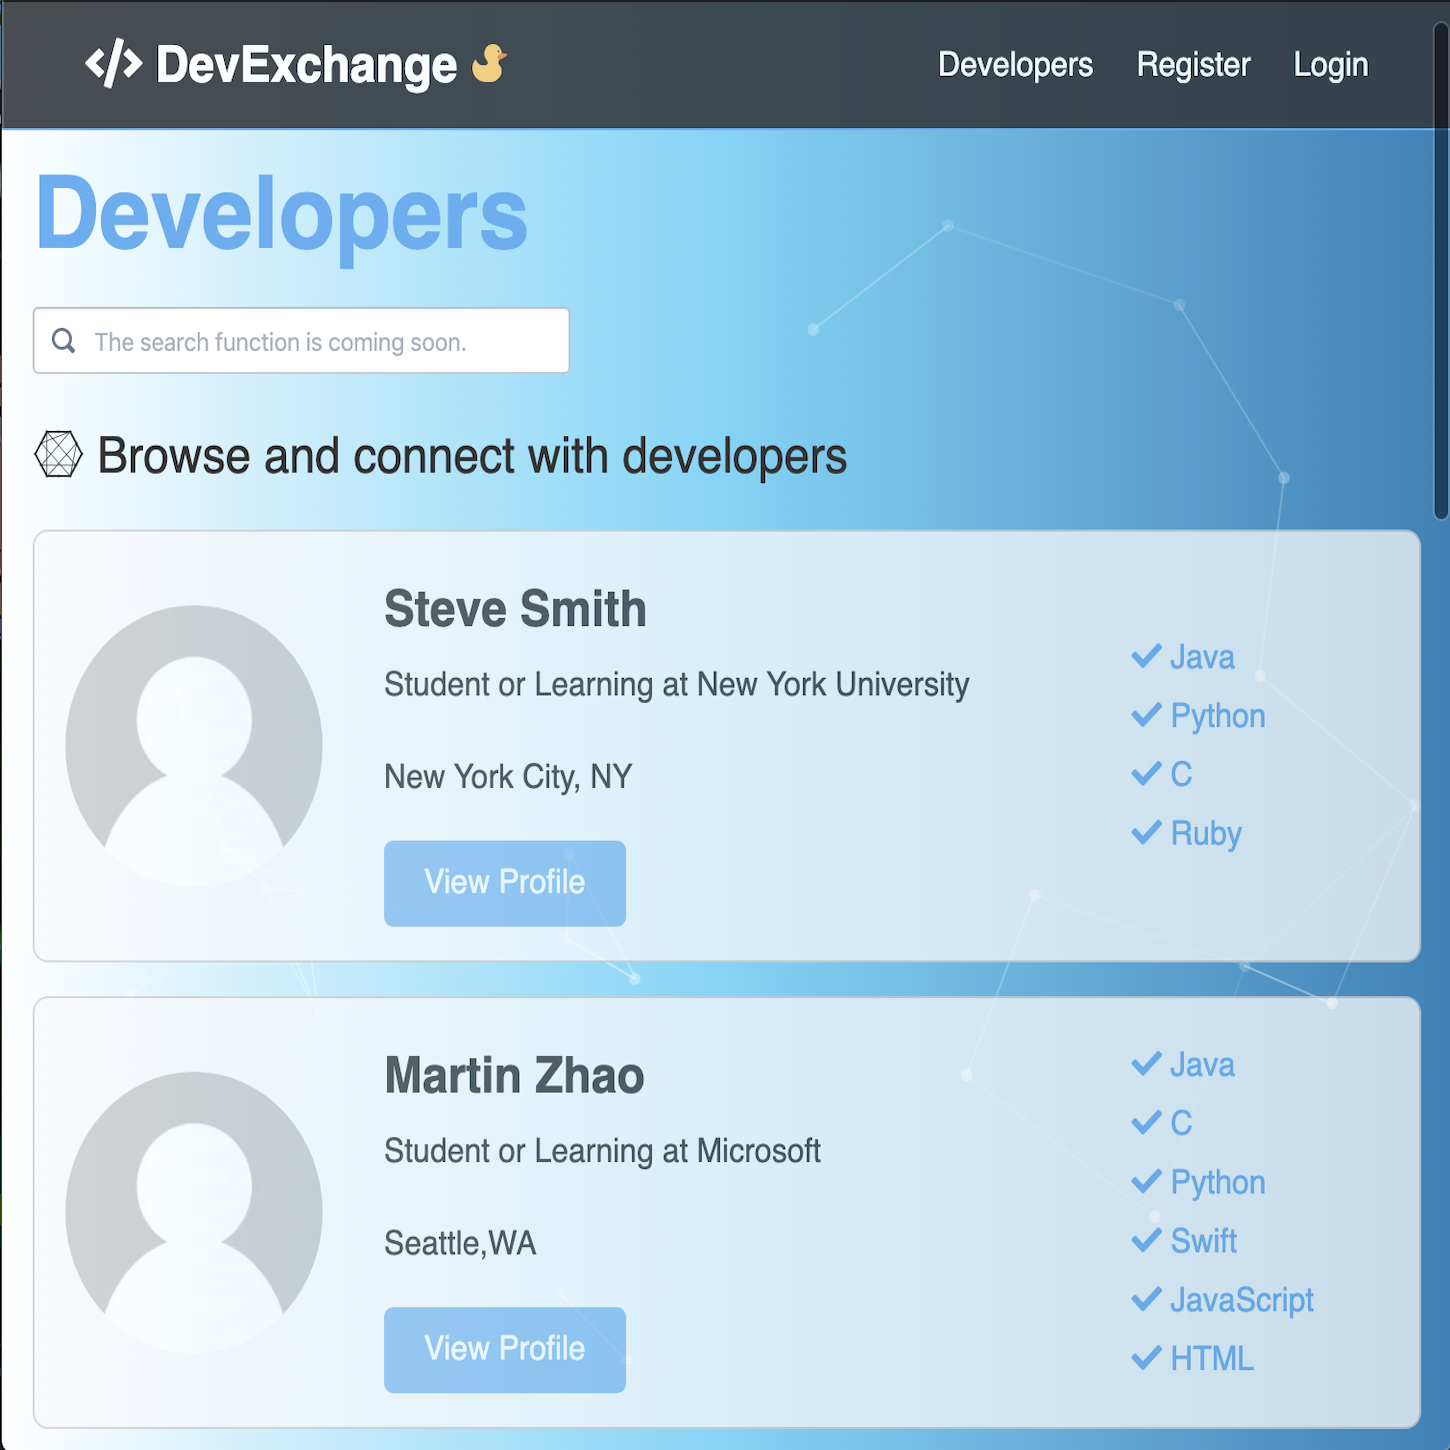 DevExchange
Developers Register Login
Developers
The search function is coming soon.
Browse and connect with developers
Steve Smith
Student or Learning at New York University
New York City, NY
View Profile
Java
Python
C
Ruby
Martin Zhao
Student or Learning at Microsoft
Seattle,WA
View Profile
Java
C
Python
Swift
JavaScript
HTML